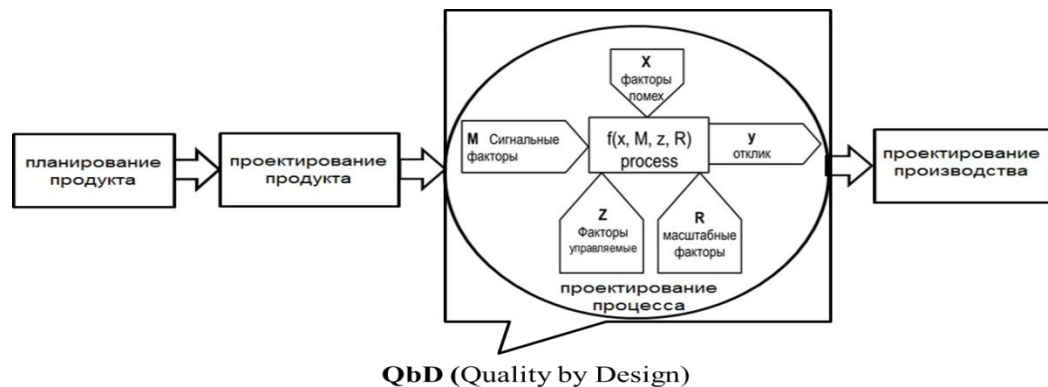 планирование
продукта
проектирование
продукта
X
факторы
помех
M Сигнальные
факторы
f(x, M, z, R)
process
y
отклик
Z
Факторы
управляемые
R
масштабные
факторы
проектирование
процесса
проектирование
производства
QbD (Quality by Design)